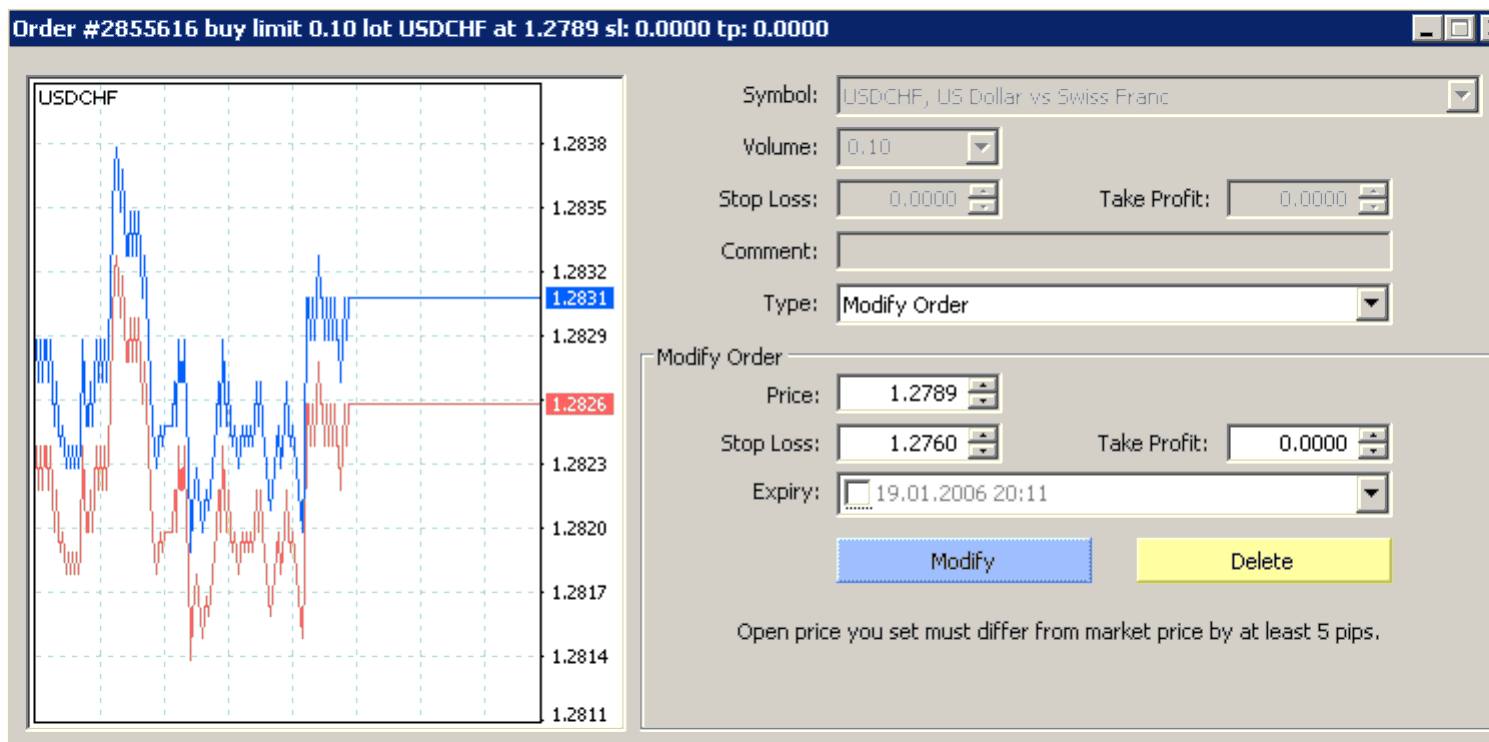 Order #2855616 buy limit 0.10 lot USDCHF at 1.2789 sl: 0.0000 tp: 0.0000
USDCHF
1.2838
1.2835
1.2832
1.2831
1.2829
1.2826
1.2823
1.2820
1.2817
1.2814
1.2811
Symbol: USDCHF, US Dollar vs Swiss Franc
Volume: 0.10
Stop Loss: 0.0000 Take Profit: 0.0000
Comment:
Type: Modify Order
Modify Order
Price: 1.2789
Stop Loss: 1.2760 Take Profit: 0.0000
Expiry: 19.01.2006 20:11
Modify Delete
Open price you set must differ from market price by at least 5 pips.